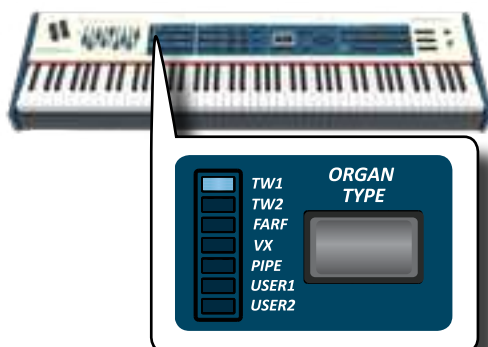 TW1
TW2
FARF
VX
PIPE
USER1
USER2
ORGAN
TYPE